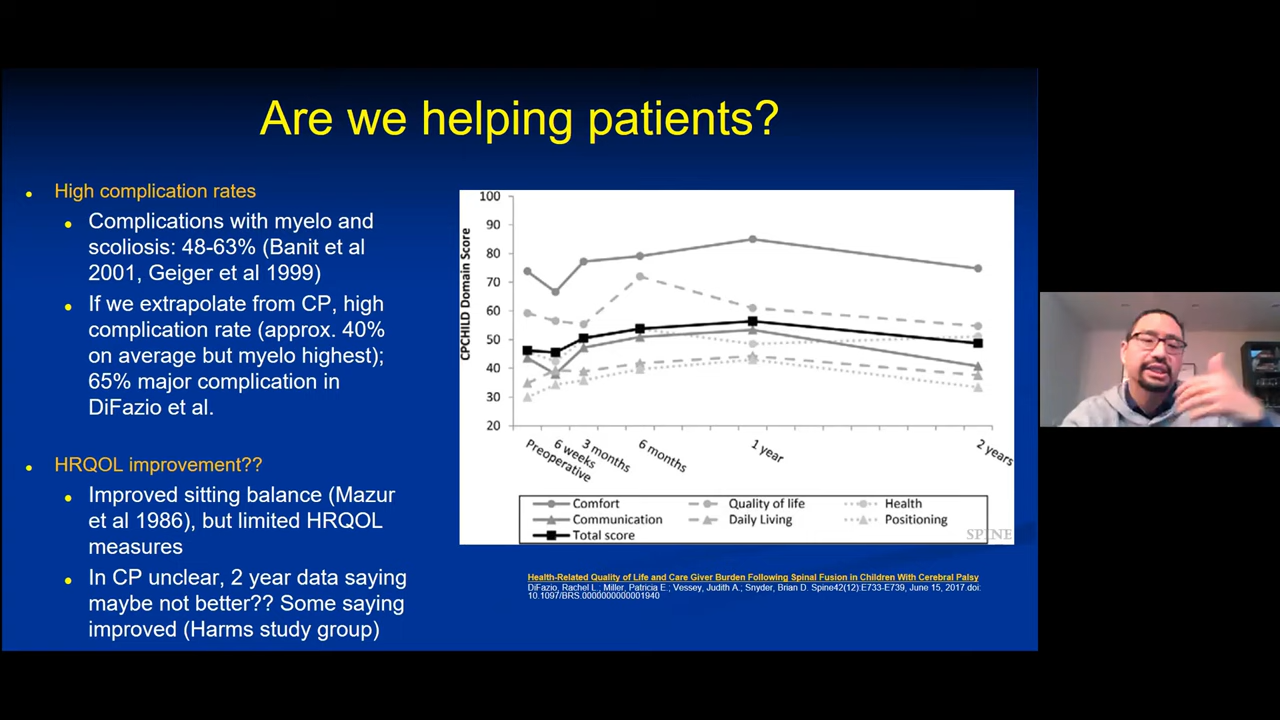 Are we helping patients?
High complication rates
Complications with myelo and
scoliosis: 48-63% (Banit et al
2001, Geiger et al 1999)
If we extrapolate from CP, high
complication rate (approx. 40%
on average but myelo highest);
65% major complication in
DiFazio et al.
HRQOL improvement??
Improved sitting balance (Mazur
et al 1986), but limited HRQOL
measures
In CP unclear, 2 year data saying
maybe not better?? Some saying
improved (Harms study group)
CPCHILD Domain Score
100
90
80
70
60
50
40
30
20
Preoperative
6 weeks
3 months
6 months
1 year
2 years
Comfort
Quality of life
Health
Communication
Daily Living
Positioning
Total score
SPINE
Health-Related Quality of Life and Care Giver Burden Following Spinal Fusion in Children With Cerebral Palsy
DiFazio, Rachel L.; Miller, Patricia E.; Vessey, Judith A.; Snyder, Brian D. Spine42(12):E733-E739, June 15, 2017.doi:
10.1097/BRS.0000000000001940